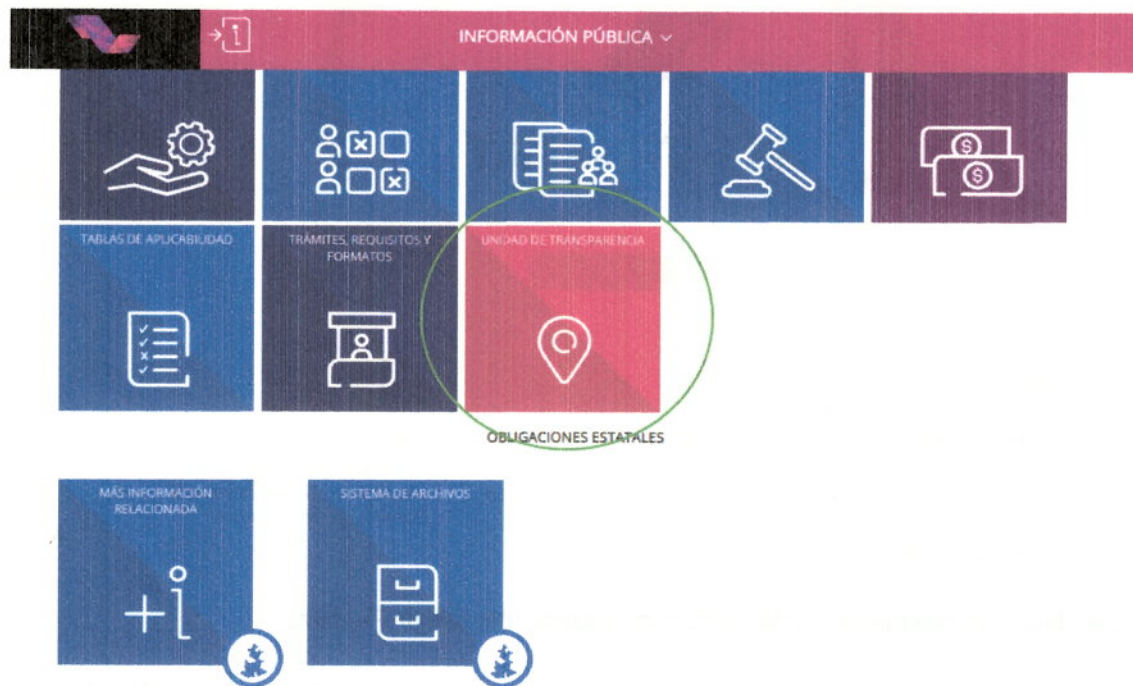 INFORMACIÓN PÚBLICA
TABLAS DE APLICABILIDAD
TRÁMITES, REQUISITOS Y
FORMATOS
UNIDAD DE TRANSPARENCIA
OBLIGACIONES ESTATALES
MÁS INFORMACIÓN
RELACIONADA
SISTEMA DE ARCHIVOS